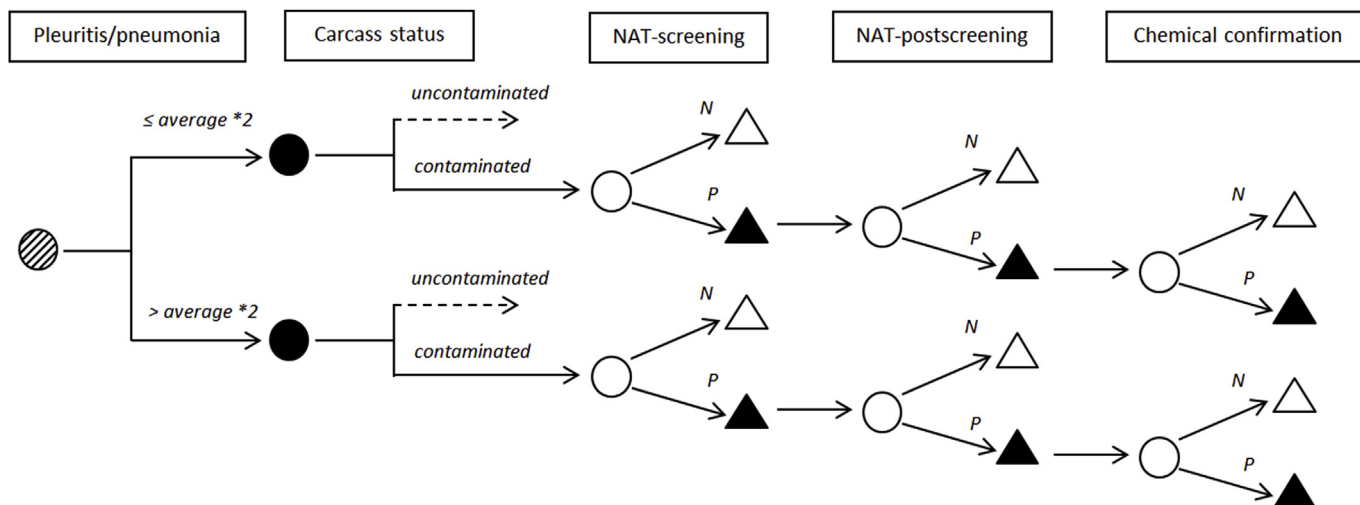 Pleuritis/pneumonia
Carcass status
NAT-screening
NAT-postscreening
Chemical confirmation
≤ average *2
uncontaminated
contaminated
N
P
N
P
N
P
> average *2
uncontaminated
contaminated
N
P
N
P
N
P